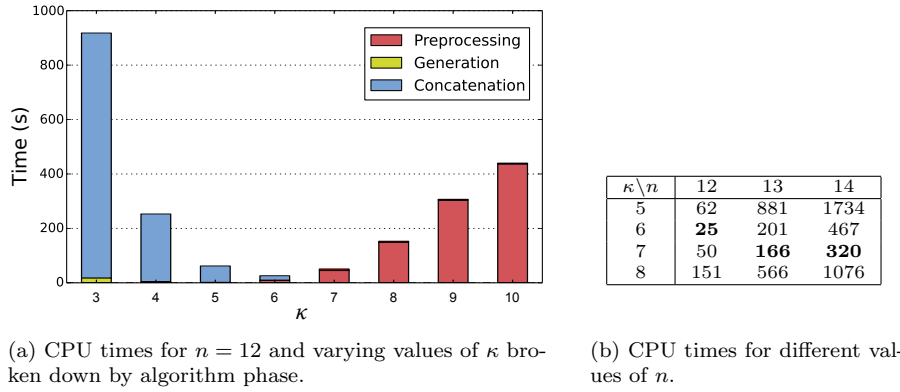 1000
800
600
400
200
0
Time (s)
Preprocessing
Generation
Concatenation
3 4 5 6 7 8 9 10
κ
(a) CPU times for n = 12 and varying values of κ bro-
ken down by algorithm phase.
κ\n 12 13 14
5 62 881 1734
6 25 201 467
7 50 166 320
8 151 566 1076
(b) CPU times for different val-
ues of n.